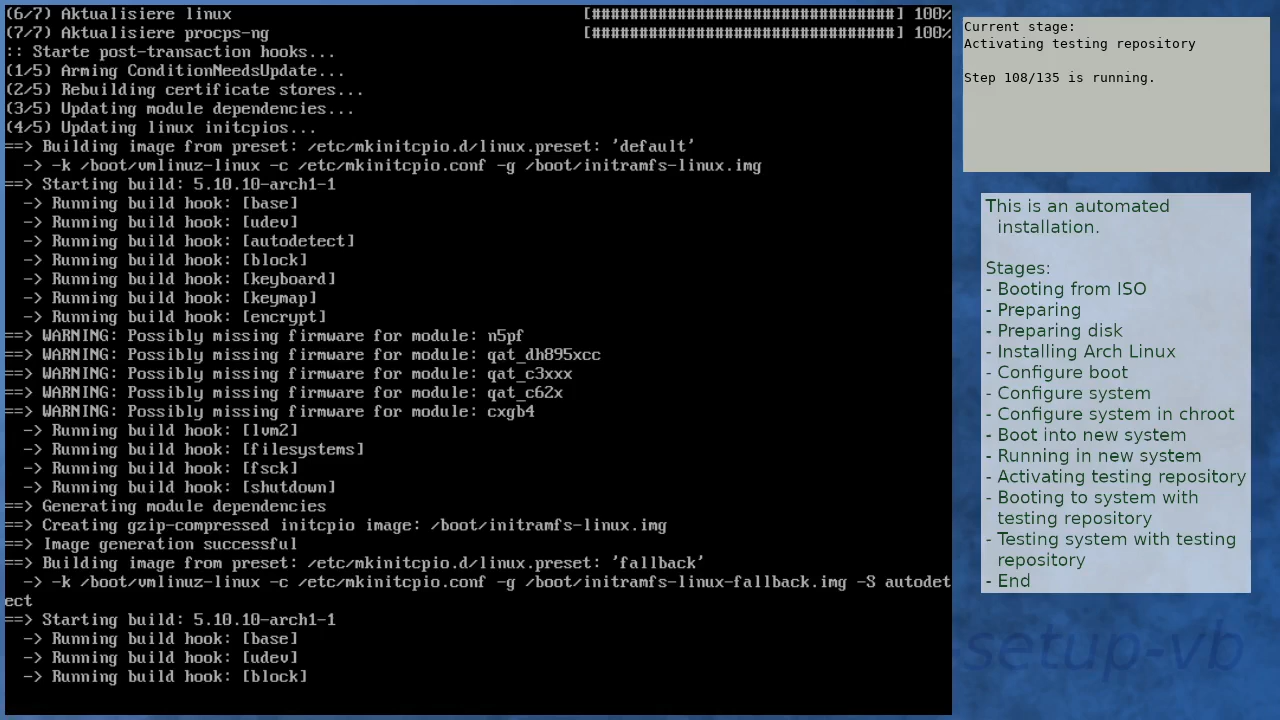 (6/7) Aktualisiere linux [################################] 100%
(7/7) Aktualisiere procps-ng [################################] 100%
:: Starte post-transaction hooks...
(1/5) Arming ConditionNeedsUpdate...
(2/5) Rebuilding certificate stores...
(3/5) Updating module dependencies...
(4/5) Updating linux initcpios...
==> Building image from preset: /etc/mkinitcpio.d/linux.preset: 'default'
  -> -k /boot/vmlinuz-linux -c /etc/mkinitcpio.conf -g /boot/initramfs-linux.img
==> Starting build: 5.10.10-arch1-1
  -> Running build hook: [base]
  -> Running build hook: [udev]
  -> Running build hook: [autodetect]
  -> Running build hook: [block]
  -> Running build hook: [keyboard]
  -> Running build hook: [keymap]
  -> Running build hook: [encrypt]
==> WARNING: Possibly missing firmware for module: n5pf
==> WARNING: Possibly missing firmware for module: qat_dh895xcc
==> WARNING: Possibly missing firmware for module: qat_c3xxx
==> WARNING: Possibly missing firmware for module: qat_c62x
==> WARNING: Possibly missing firmware for module: cxgb4
  -> Running build hook: [lvm2]
  -> Running build hook: [filesystems]
  -> Running build hook: [fsck]
  -> Running build hook: [shutdown]
==> Generating module dependencies
==> Creating gzip-compressed initcpio image: /boot/initramfs-linux.img
==> Image generation successful
==> Building image from preset: /etc/mkinitcpio.d/linux.preset: 'fallback'
  -> -k /boot/vmlinuz-linux -c /etc/mkinitcpio.conf -g /boot/initramfs-linux-fallback.img -S autodet
ect
==> Starting build: 5.10.10-arch1-1
  -> Running build hook: [base]
  -> Running build hook: [udev]
  -> Running build hook: [block]
Current stage:
Activating testing repository
Step 108/135 is running.
This is an automated
installation.
Stages:
- Booting from ISO
- Preparing
- Preparing disk
- Installing Arch Linux
- Configure boot
- Configure system
- Configure system in chroot
- Boot into new system
- Running in new system
- Activating testing repository
- Booting to system with
testing repository
- Testing system with testing
repository
- End
setup-vb